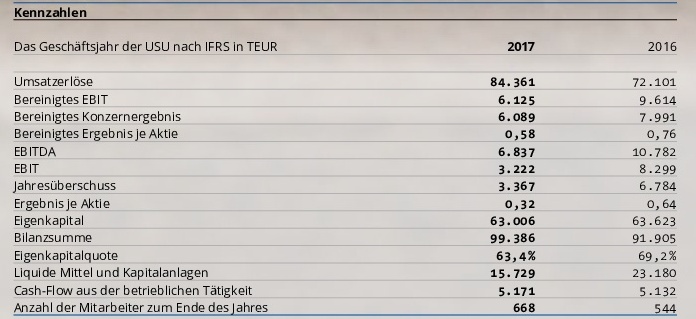 Kennzahlen
Das Geschäftsjahr der USU nach IFRS in TEUR 2017 2016
Umsatzerlöse 84.361 72.101
Bereinigtes EBIT 6.125 9.614
Bereinigtes Konzernergebnis 6.089 7.991
Bereinigtes Ergebnis je Aktie 0,58 0,76
EBITDA 6.837 10.782
EBIT 3.222 8.299
Jahresüberschuss 3.367 6.784
Ergebnis je Aktie 0,32 0,64
Eigenkapital 63.006 63.623
Bilanzsumme 99.386 91.905
Eigenkapitalquote 63,4% 69,2%
Liquide Mittel und Kapitalanlagen 15.729 23.180
Cash-Flow aus der betrieblichen Tätigkeit 5.171 5.132
Anzahl der Mitarbeiter zum Ende des Jahres 668 544